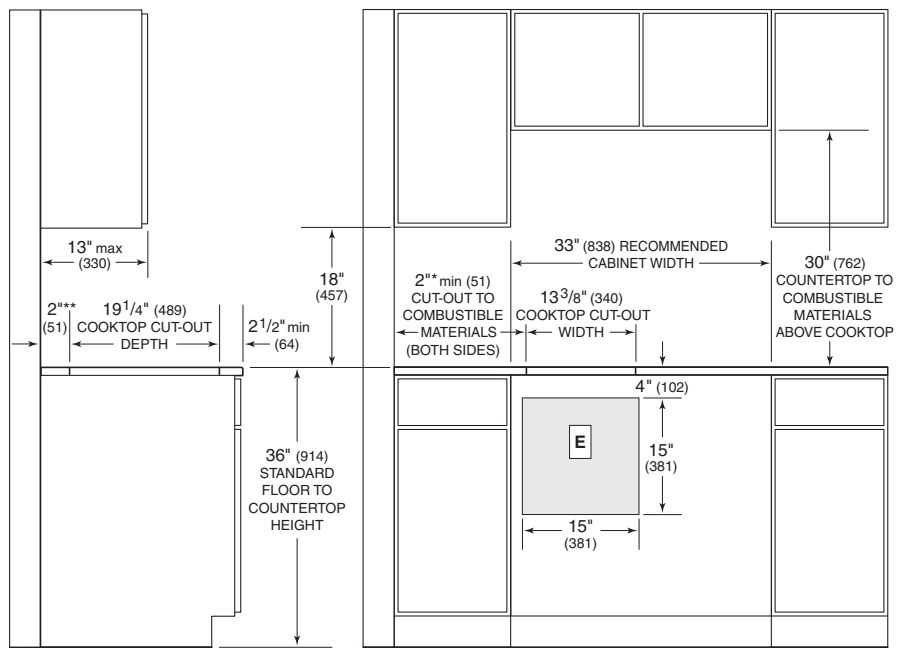 13" max
(330)
18"
(457)
2"**
(51)
19 1/4" (489)
COOKTOP CUT-OUT
DEPTH
2 1/2" min
(64)
36" (914)
STANDARD
FLOOR TO
COUNTERTOP
HEIGHT
33" (838) RECOMMENDED
CABINET WIDTH
2"* min (51)
CUT-OUT TO
COMBUSTIBLE
MATERIALS
(BOTH SIDES)
13 3/8" (340)
COOKTOP CUT-OUT
WIDTH
30" (762)
COUNTERTOP TO
COMBUSTIBLE
MATERIALS
ABOVE COOKTOP
4" (102)
E
15"
(381)
15"
(381)